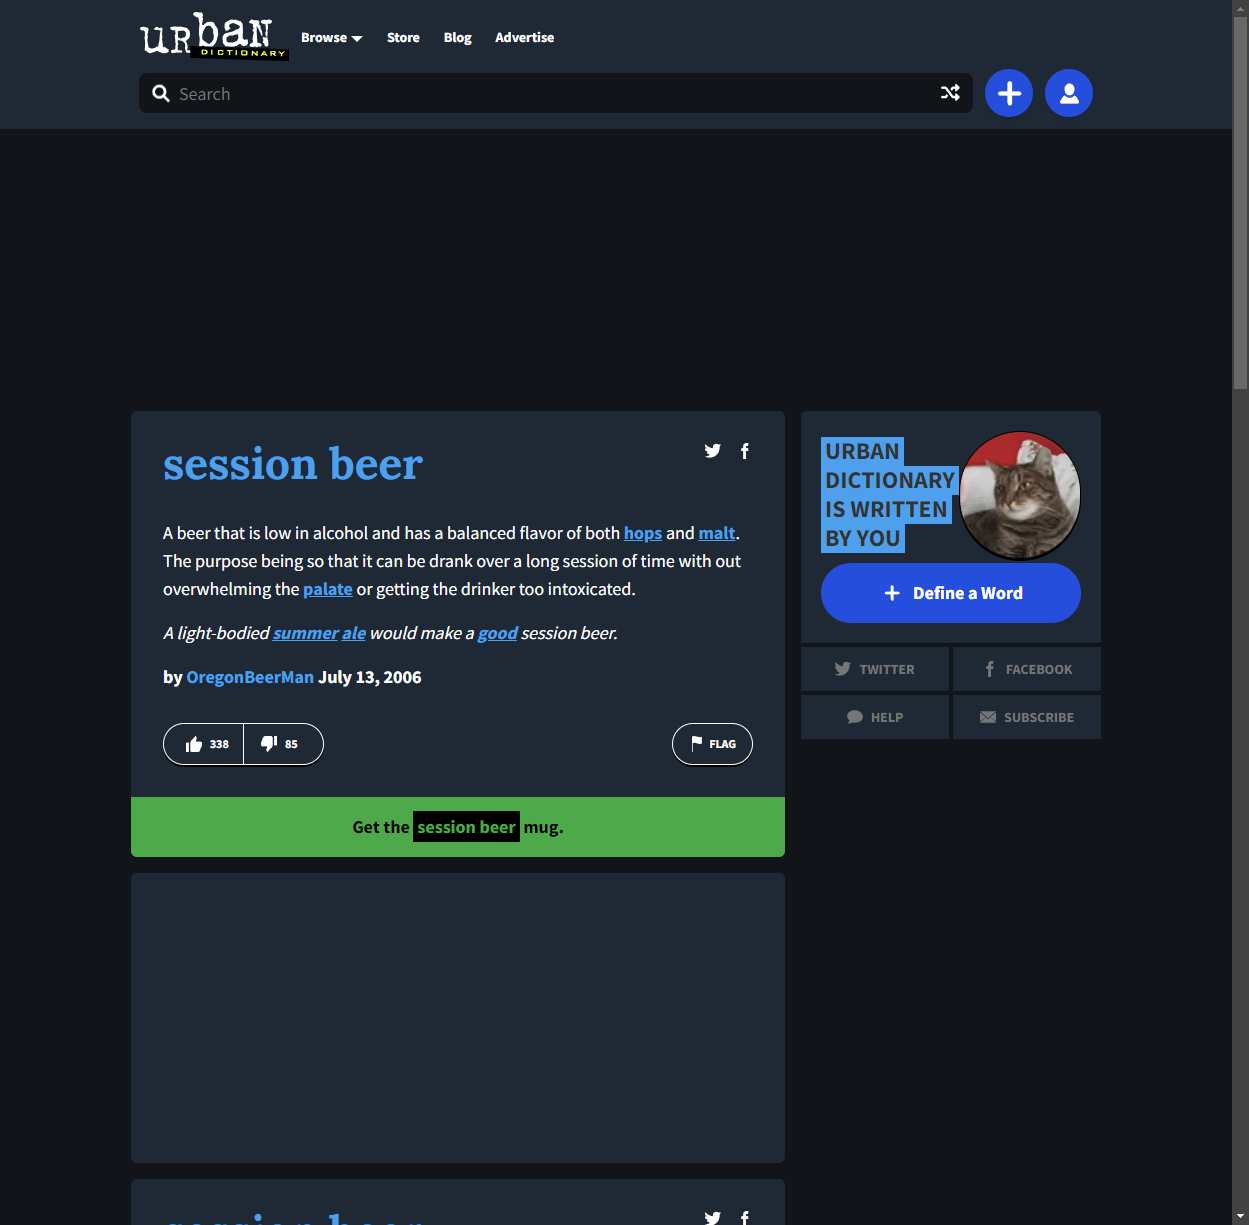 urban
DICTIONARY
Browse
Store
Blog
Advertise
Search
session beer
A beer that is low in alcohol and has a balanced flavor of both hops and malt.
The purpose being so that it can be drank over a long session of time with out
overwhelming the palate or getting the drinker too intoxicated.
A light-bodied summer ale would make a good session beer.
by OregonBeerMan July 13, 2006
338
85
FLAG
Get the session beer mug.
URBAN
DICTIONARY
IS WRITTEN
BY YOU
Define a Word
TWITTER
FACEBOOK
HELP
SUBSCRIBE
session beer